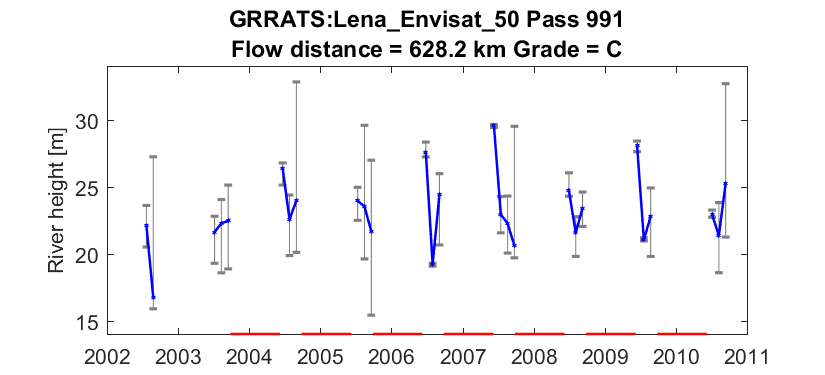 GRRATS:Lena_Envisat_50 Pass 991
Flow distance = 628.2 km Grade = C
River height [m]
30
25
20
15
2002 2003 2004 2005 2006 2007 2008 2009 2010 2011